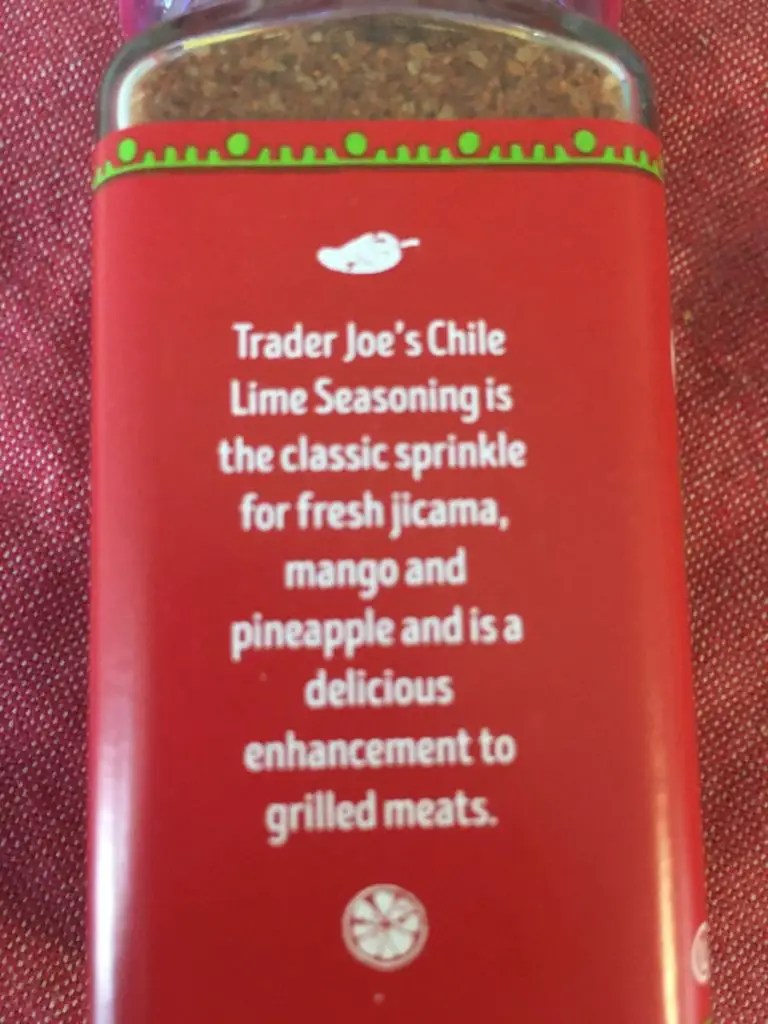 Trader Joe's Chile
Lime Seasoning is
the classic sprinkle
for fresh jicama,
mango and
pineapple and is a
delicious
enhancement to
grilled meats.